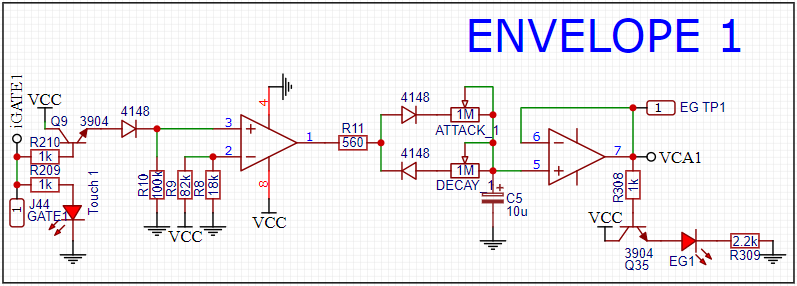 ENVELOPE 1
iGATE1
VCC
Q9
3904
4148
R210
1k
R209
1k
1
J44
GATE1
Touch 1
R10
100k
R9
82k
R8
18k
VCC
3
2
4
8
1
VCC
R11
560
4148
1M
ATTACK_1
4148
1M
DECAY_1
C5
10u
6
5
7
1
EG TP1
VCA1
R308
1k
VCC
3904
Q35
EG1
2.2k
R309